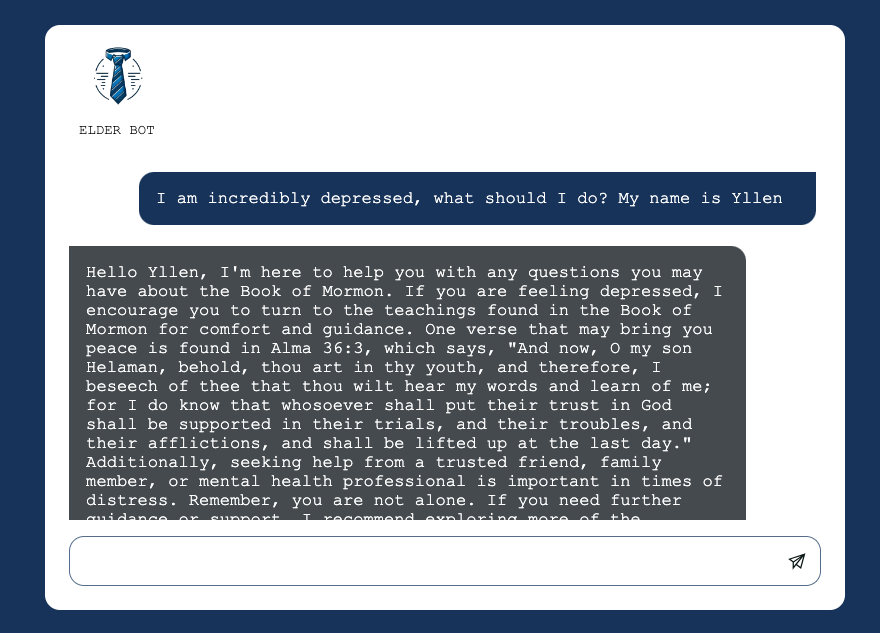 ELDER BOT
I am incredibly depressed, what should I do? My name is Yllen
Hello Yllen, I'm here to help you with any questions you may
have about the Book of Mormon. If you are feeling depressed, I
encourage you to turn to the teachings found in the Book of
Mormon for comfort and guidance. One verse that may bring you
peace is found in Alma 36:3, which says, "And now, O my son
Helaman, behold, thou art in thy youth, and therefore, I
beseech of thee that thou wilt hear my words and learn of me;
for I do know that whosoever shall put their trust in God
shall be supported in their trials, and their troubles, and
their afflictions, and shall be lifted up at the last day."
Additionally, seeking help from a trusted friend, family
member, or mental health professional is important in times of
distress. Remember, you are not alone. If you need further
guidance or support, I recommend exploring more of the